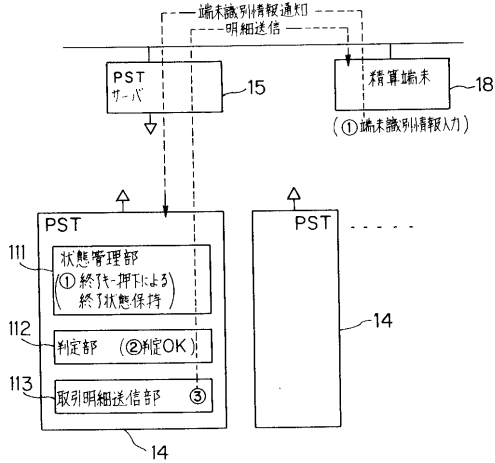 端末識別情報通知
明細送信
PST
サーバ
15
精算端末
18
(①端末識別情報入力)
PST
111
状態管理部
(①終了キー押下による
終了状態保持)
112
判定部 (②判定OK)
113
取引明細送信部 ③
14
PST
14